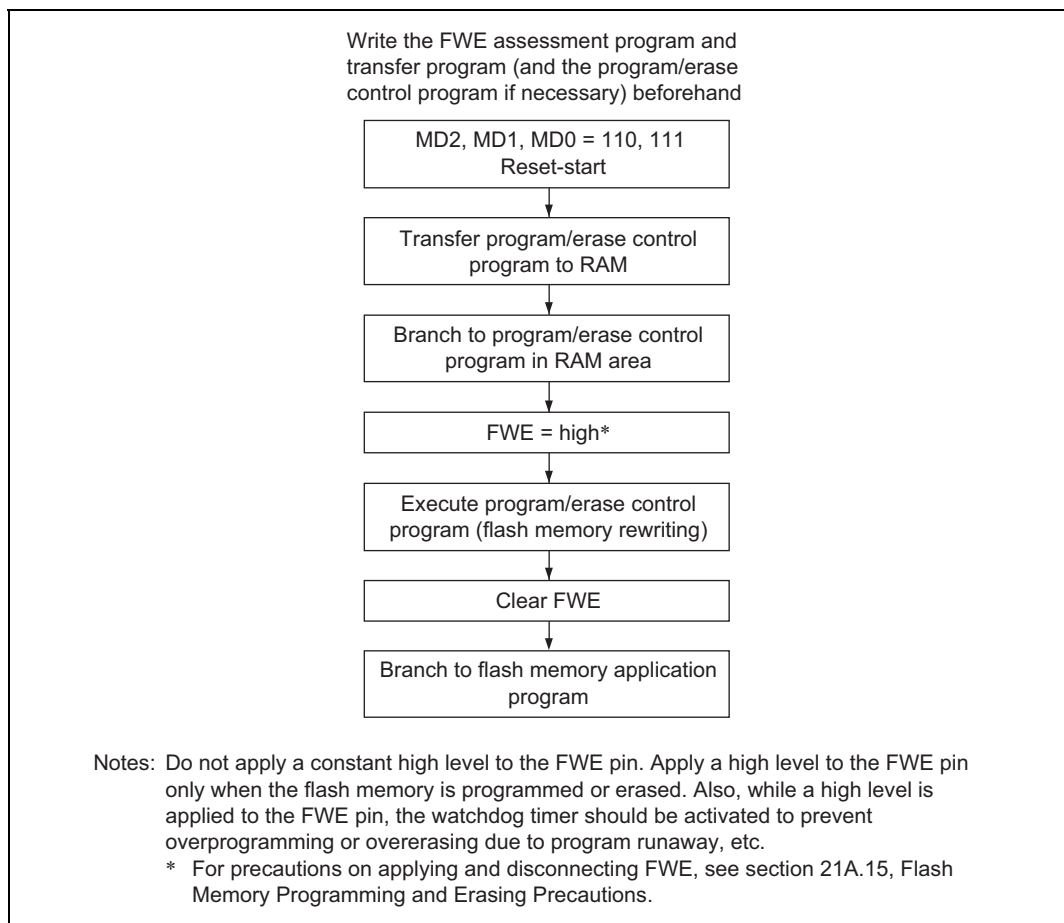 Write the FWE assessment program and
transfer program (and the program/erase
control program if necessary) beforehand
MD2, MD1, MD0 = 110, 111
Reset-start
Transfer program/erase control
program to RAM
Branch to program/erase control
program in RAM area
FWE = high*
Execute program/erase control
program (flash memory rewriting)
Clear FWE
Branch to flash memory application
program
Notes: Do not apply a constant high level to the FWE pin. Apply a high level to the FWE pin
only when the flash memory is programmed or erased. Also, while a high level is
applied to the FWE pin, the watchdog timer should be activated to prevent
overprogramming or overerasing due to program runaway, etc.
* For precautions on applying and disconnecting FWE, see section 21A.15, Flash
Memory Programming and Erasing Precautions.